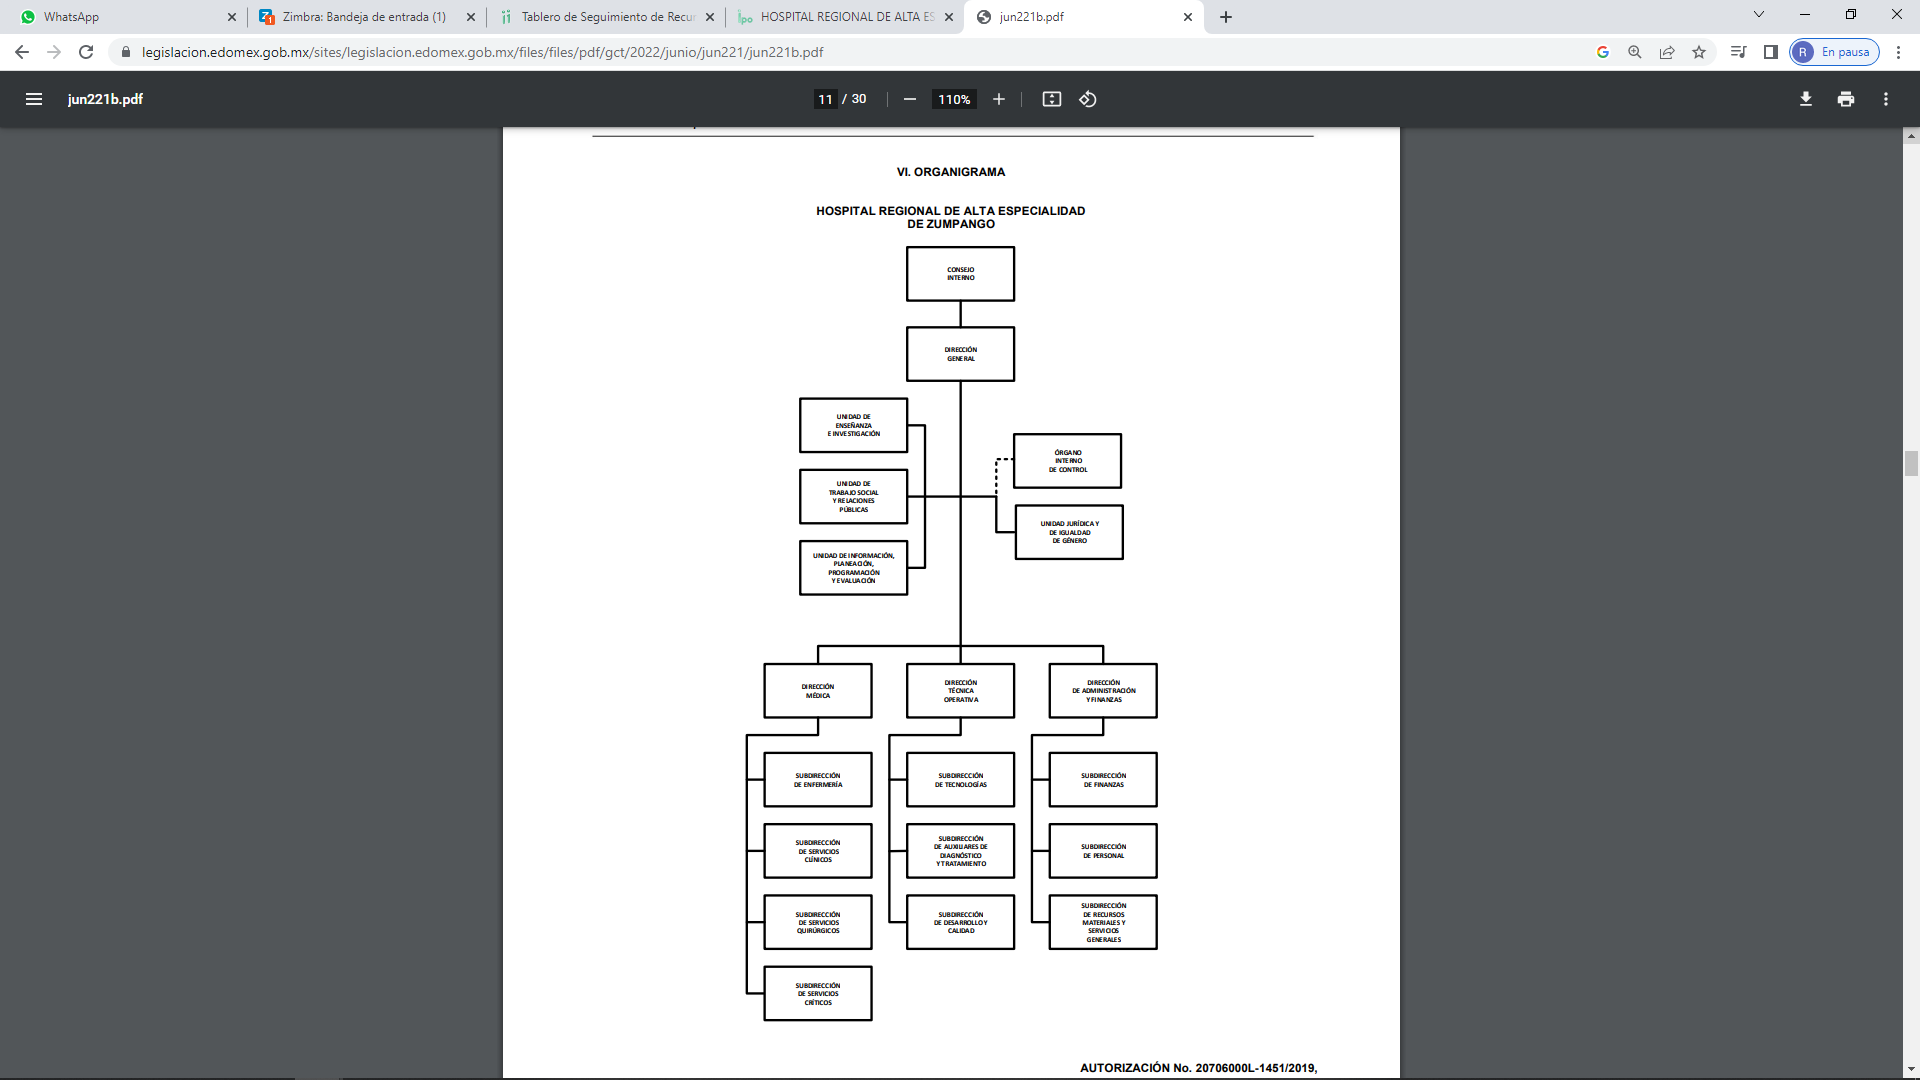 WhatsApp
Zimbra: Bandeja de entrada (1)
Tablero de Seguimiento de Recur
HOSPITAL REGIONAL DE ALTA ES
jun221b.pdf
legislacion.edomex.gob.mx/sites/legislacion.edomex.gob.mx/files/files/pdf/gct/2022/junio/jun221/jun221b.pdf
R En pausa
jun221b.pdf
11 / 30
110%
VI. ORGANIGRAMA
HOSPITAL REGIONAL DE ALTA ESPECIALIDAD
DE ZUMPANGO
CONSEJO
INTERNO
DIRECCIÓN
GENERAL
UNIDAD DE
ENSEÑANZA
E INVESTIGACIÓN
ÓRGANO
INTERNO
DE CONTROL
UNIDAD DE
TRABAJO SOCIAL
Y RELACIONES
PÚBLICAS
UNIDAD JURÍDICA Y
DE IGUALDAD
DE GÉNERO
UNIDAD DE INFORMACIÓN,
PLANEACIÓN,
PROGRAMACIÓN
Y EVALUACIÓN
DIRECCIÓN
MÉDICA
DIRECCIÓN
TÉCNICA
OPERATIVA
DIRECCIÓN
DE ADMINISTRACIÓN
Y FINANZAS
SUBDIRECCIÓN
DE ENFERMERÍA
SUBDIRECCIÓN
DE TECNOLOGÍAS
SUBDIRECCIÓN
DE FINANZAS
SUBDIRECCIÓN
DE SERVICIOS
CLÍNICOS
SUBDIRECCIÓN
DE AUXILIARES DE
DIAGNÓSTICO
Y TRATAMIENTO
SUBDIRECCIÓN
DE PERSONAL
SUBDIRECCIÓN
DE SERVICIOS
QUIRÚRGICOS
SUBDIRECCIÓN
DE DESARROLLO Y
CALIDAD
SUBDIRECCIÓN
DE RECURSOS
MATERIALES Y
SERVICIOS
GENERALES
SUBDIRECCIÓN
DE SERVICIOS
CRÍTICOS
AUTORIZACIÓN No. 20706000L-1451/2019,